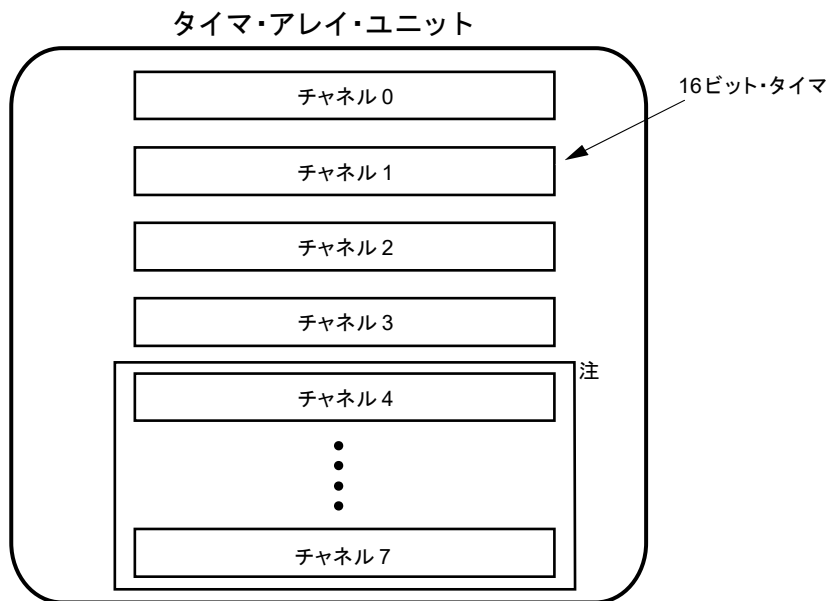 タイマ・アレイ・ユニット
チャネル 0
16ビット・タイマ
チャネル 1
チャネル 2
チャネル 3
注
チャネル 4
チャネル 7